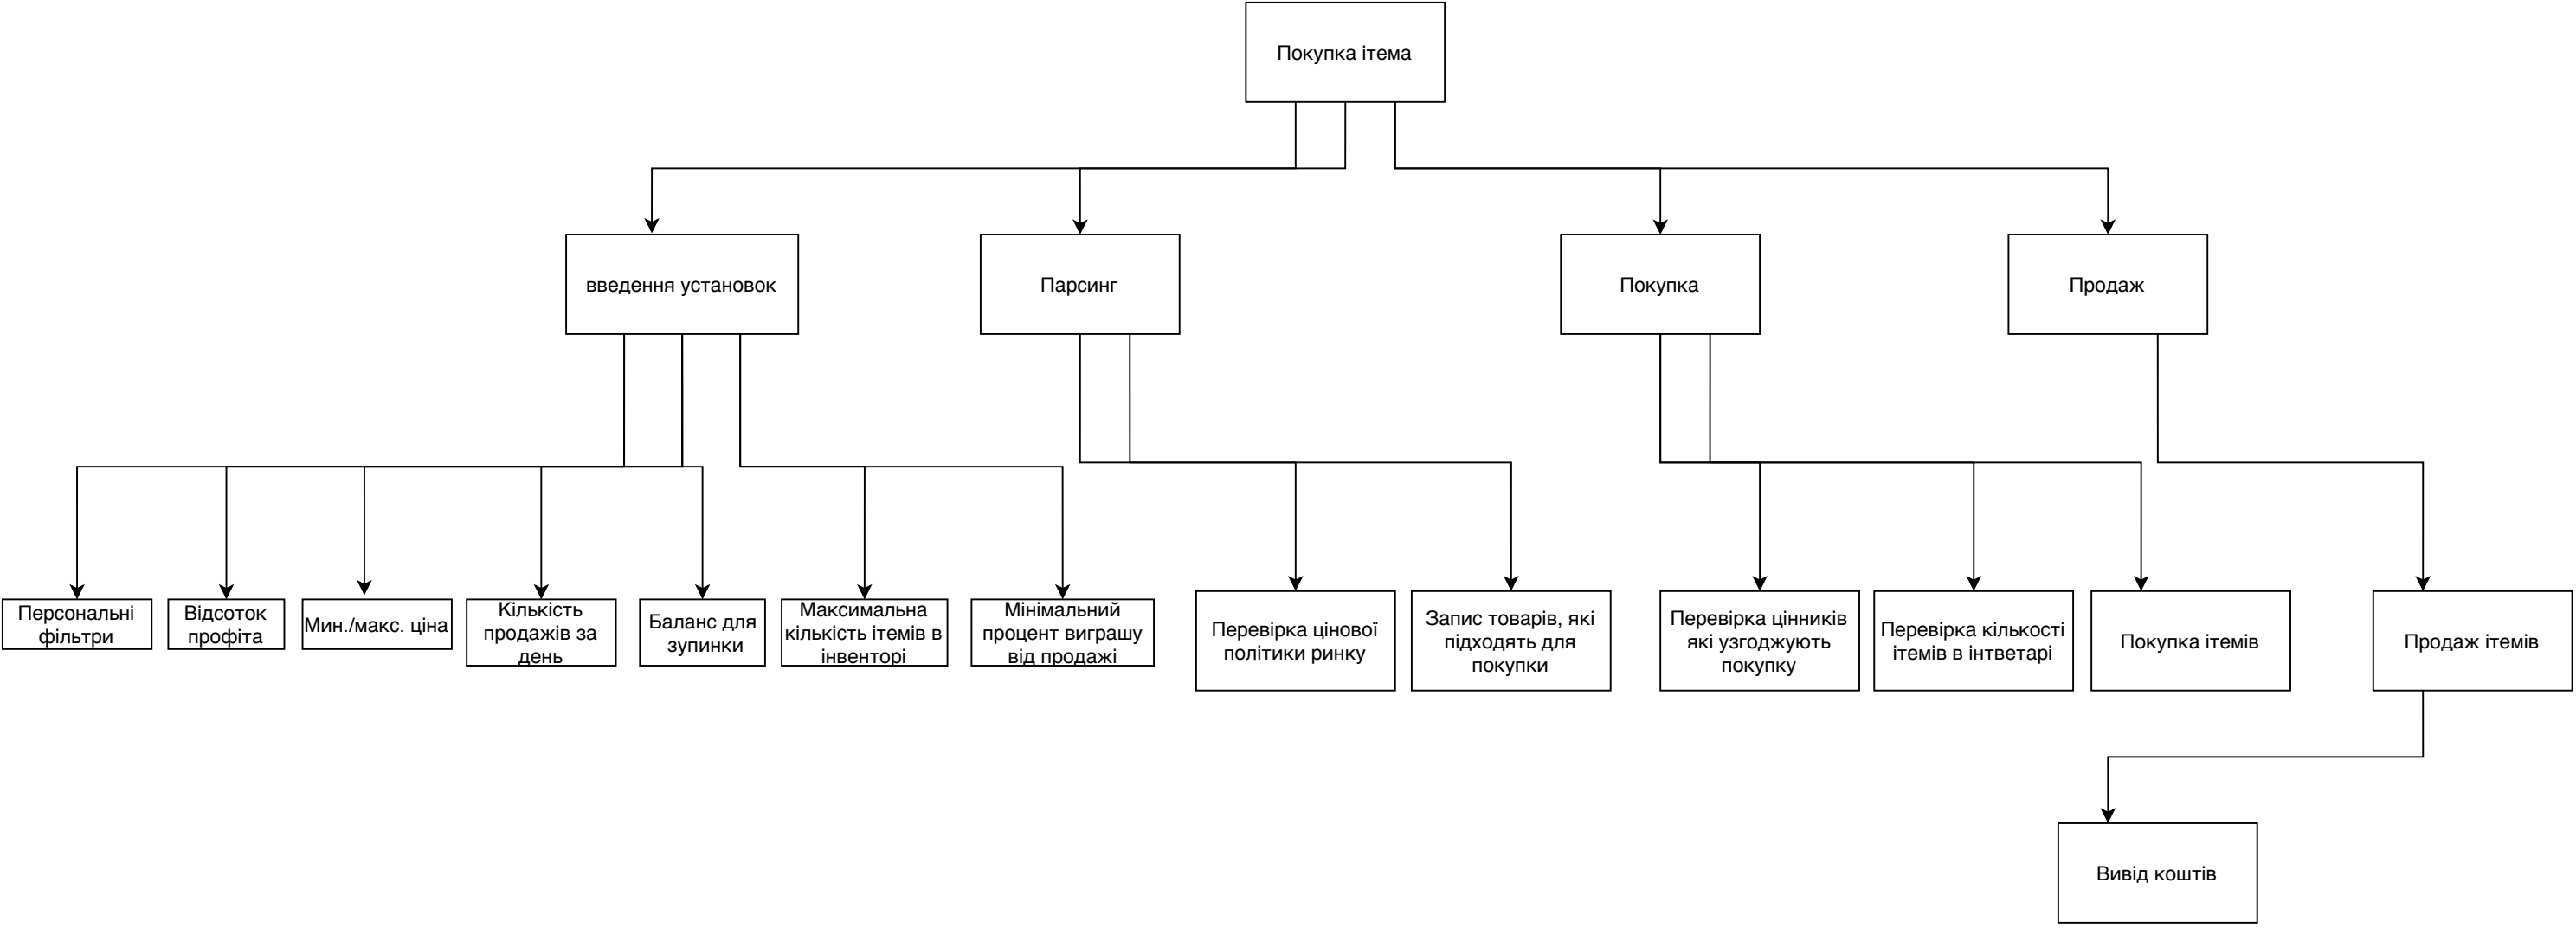 Покупка ітема
введення установок
Парсинг
Покупка
Продаж
Персональні
фільтри
Відсоток
профіта
Мин./макс. ціна
Кількість
продажів за
день
Баланс для
зупинки
Максимальна
кількість ітемів в
інвенторі
Мінімальний
процент виграшу
від продажі
Перевірка цінової
політики ринку
Запис товарів, які
підходять для
покупки
Перевірка цінників
які узгоджують
покупку
Перевірка кількості
ітемів в інтветарі
Покупка ітемів
Продаж ітемів
Вивід коштів